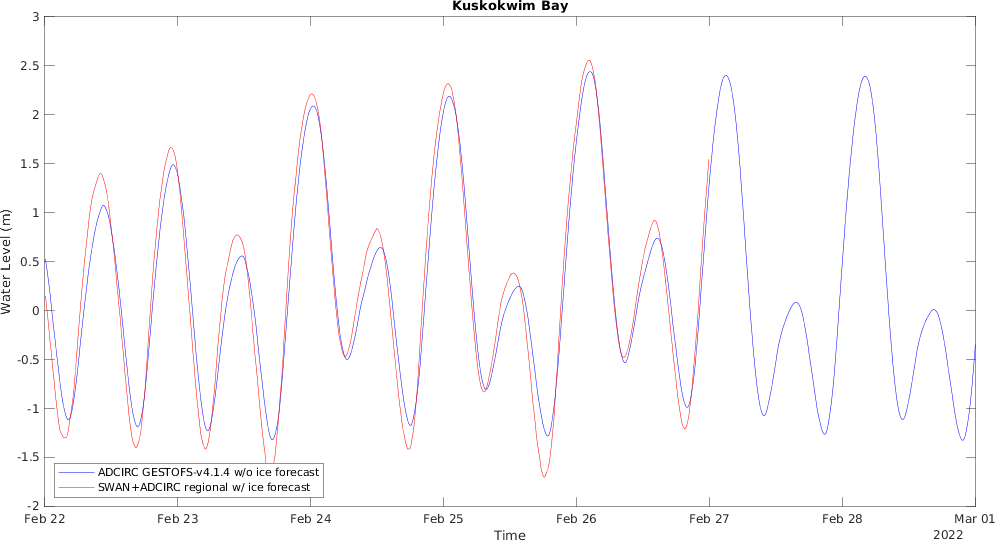 Kuskokwim Bay
3
2.5
2
1.5
1
0.5
0
-0.5
-1
-1.5
-2
Water Level (m)
ADCIRC GESTOFS-v4.1.4 w/o ice forecast
SWAN+ADCIRC regional w/ ice forecast
Feb 22 Feb 23 Feb 24 Feb 25 Feb 26 Feb 27 Feb 28 Mar 01
Time
2022